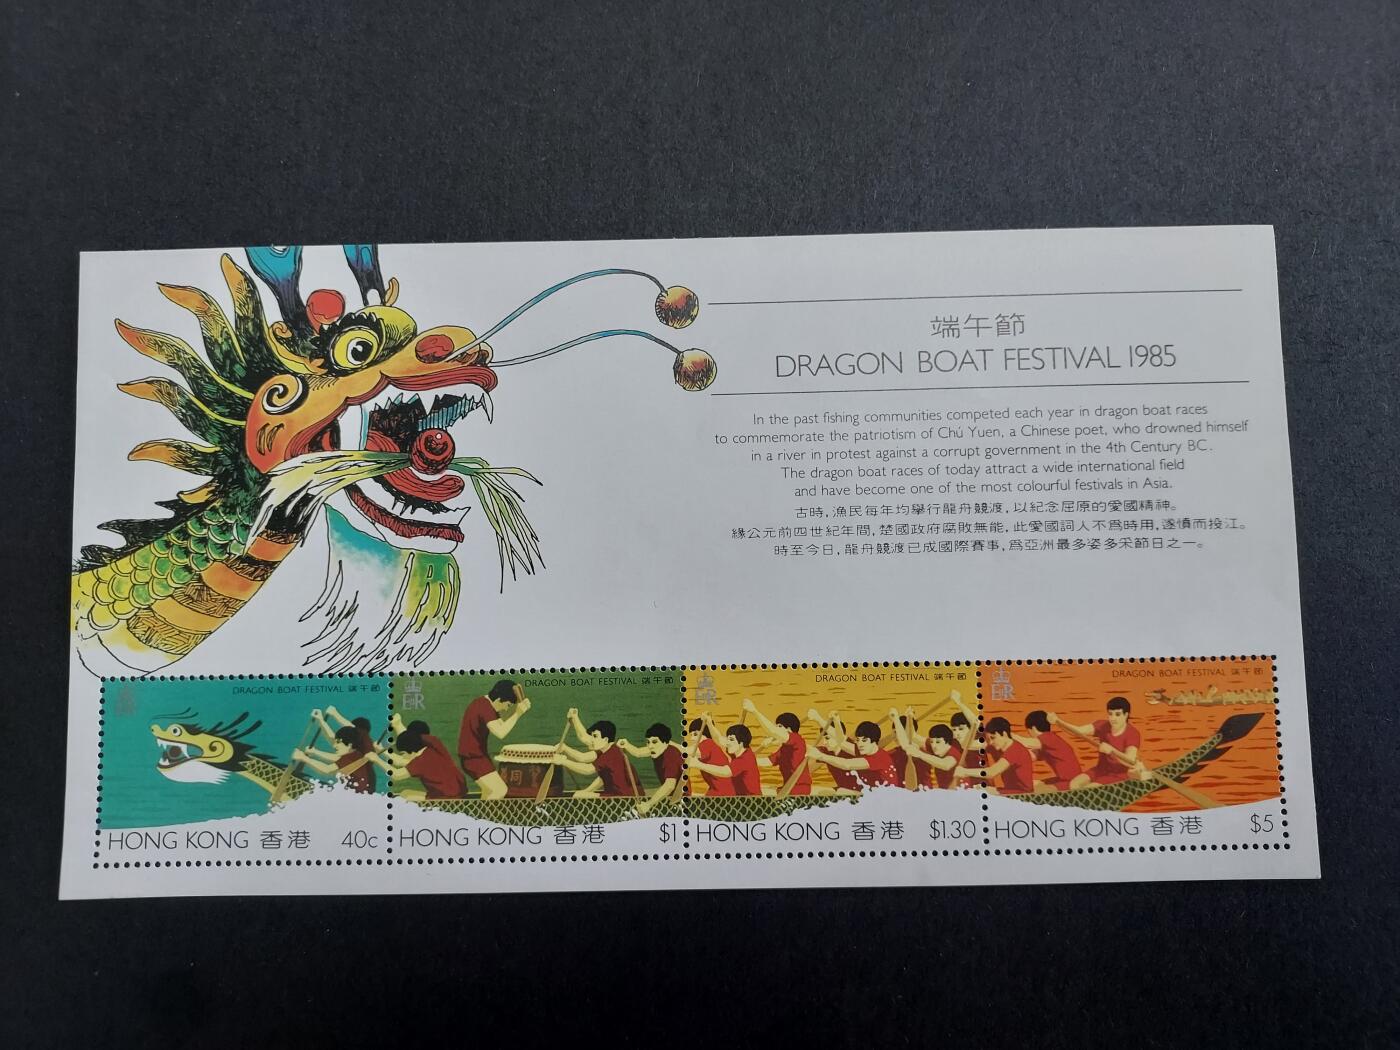 端午節
DRAGON BOAT FESTIVAL 1985
In the past fishing communities competed each year in dragon boat races
to commemorate the patriotism of Chú Yuen, a Chinese poet, who drowned himself
in a river in protest against a corrupt government in the 4th Century BC.
The dragon boat races of today attract a wide international field
and have become one of the most colourful festivals in Asia.
古時，漁民每年均舉行龍舟競渡，以紀念屈原的愛國精神。
緣公元前四世紀年間，楚國政府腐敗無能，此愛國詞人不爲時用，遂憤而投江。
時至今日，龍舟競渡已成國際賽事，爲亞洲最多姿多采節日之一。
DRAGON BOAT FESTIVAL 端午節
HONG KONG 香港 40c
EIIR
DRAGON BOAT FESTIVAL 端午節
HONG KONG 香港 $1
EIIR
DRAGON BOAT FESTIVAL 端午節
HONG KONG 香港 $1.30
EIIR
DRAGON BOAT FESTIVAL 端午節
HONG KONG 香港 $5